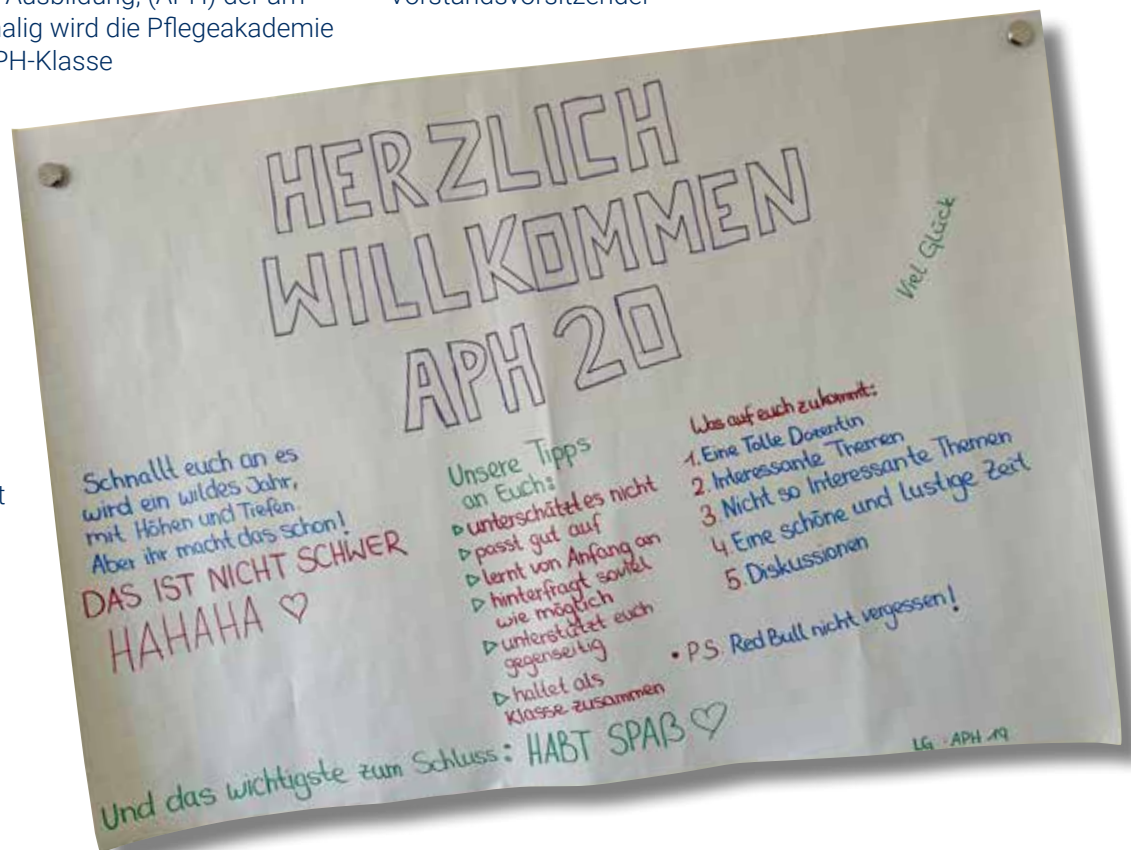 Ausbildung, (APH) der am
wird die Pflegeakademie
PH-Klasse
Vorstandsvorsitzender
t
HERZLICH
WILLKOMMEN
APH 20
Viel Glück
Schnallt euch an es
wird ein wildes Jahr,
mit Höhen und Tiefen.
Aber ihr macht das schon!
DAS IST NICHT SCHWER
HAHAHA ♡
Unsere Tipps
an Euch:
▷ unterschätzt es nicht
▷ passt gut auf
▷ lernt von Anfang an
▷ hinterfragt soviel
wie möglich
▷ unterstützt euch
gegenseitig
▷ haltet als
Klasse zusammen
Was auf euch zukommt:
1. Eine Tolle Dozentin
2. Interessante Themen
3. Nicht so Interessante Themen
4. Eine schöne und lustige Zeit
5. Diskussionen
• P.S. Red Bull nicht vergessen!
Und das wichtigste zum Schluss: HABT SPAß ♡
LG · APH 19